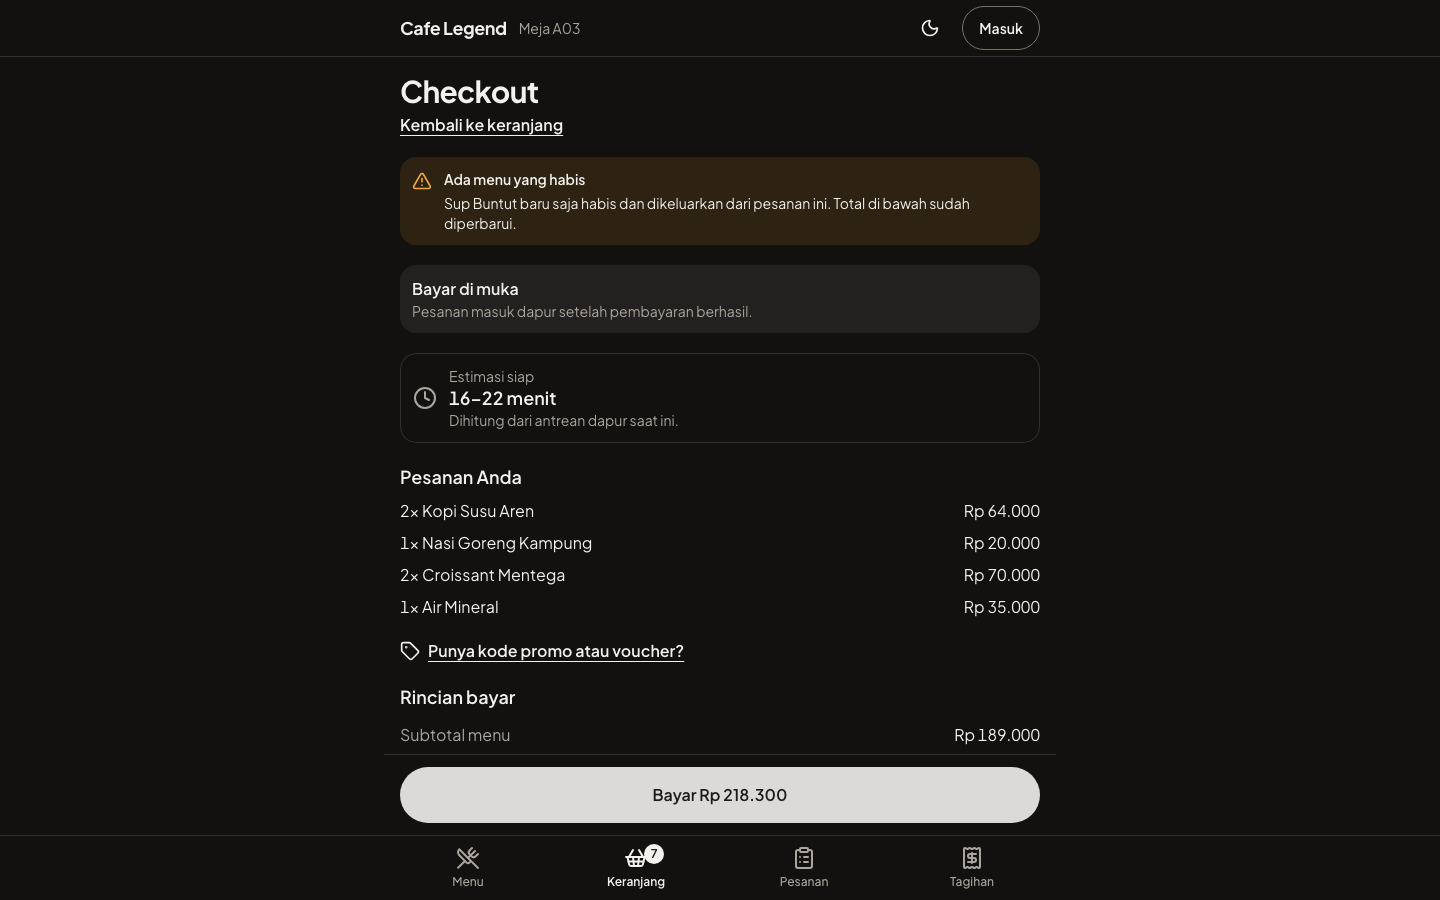 Cafe Legend Meja A03
Masuk
Checkout
Kembali ke keranjang
Ada menu yang habis
Sup Buntut baru saja habis dan dikeluarkan dari pesanan ini. Total di bawah sudah
diperbarui.
Bayar di muka
Pesanan masuk dapur setelah pembayaran berhasil.
Estimasi siap
16–22 menit
Dihitung dari antrean dapur saat ini.
Pesanan Anda
2× Kopi Susu Aren Rp 64.000
1× Nasi Goreng Kampung Rp 20.000
2× Croissant Mentega Rp 70.000
1× Air Mineral Rp 35.000
Punya kode promo atau voucher?
Rincian bayar
Subtotal menu Rp 189.000
Bayar Rp 218.300
7
Menu Keranjang Pesanan Tagihan